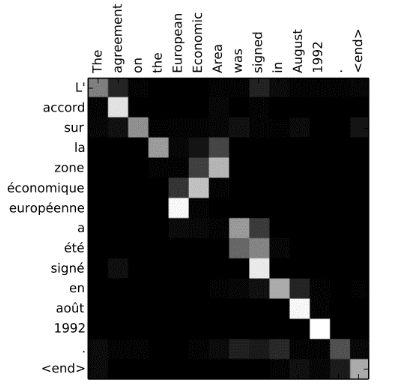 The agreement on the European Economic Area was signed in August 1992 . <end>
L'
accord
sur
la
zone
économique
européenne
a
été
signé
en
août
1992
.
<end>